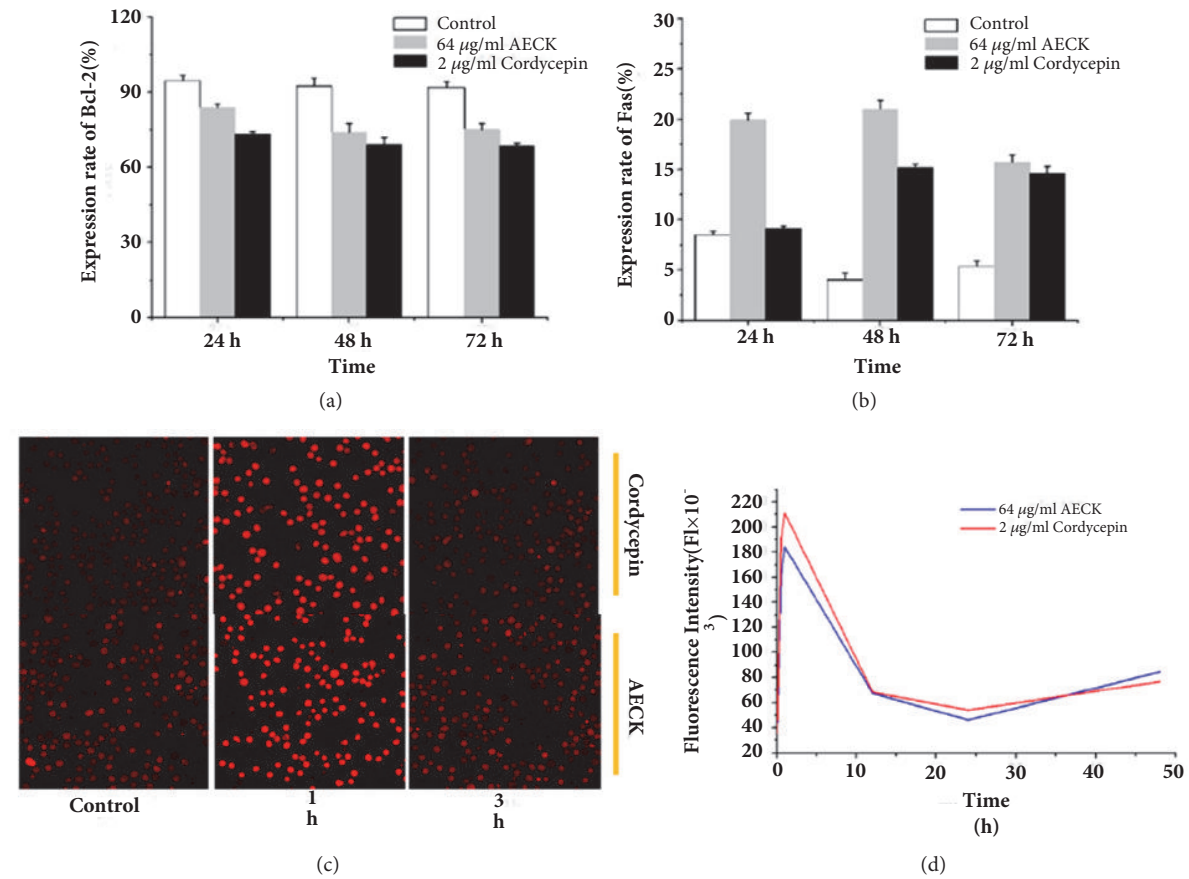 120
90
60
30
0
Expression rate of Bcl-2(%)
Control
64 μg/ml AECK
2 μg/ml Cordycepin
24 h
48 h
72 h
Time
(a)
30
25
20
15
10
5
0
Expression rate of Fas(%)
Control
64 μg/ml AECK
2 μg/ml Cordycepin
24 h
48 h
72 h
Time
(b)
Cordycepin
AECK
Control
1
h
3
h
(c)
220
200
180
160
140
120
100
80
60
40
20
Fluorescence Intensity(Fl×10-
3)
64 μg/ml AECK
2 μg/ml Cordycepin
0
10
20
30
40
50
Time
(h)
(d)